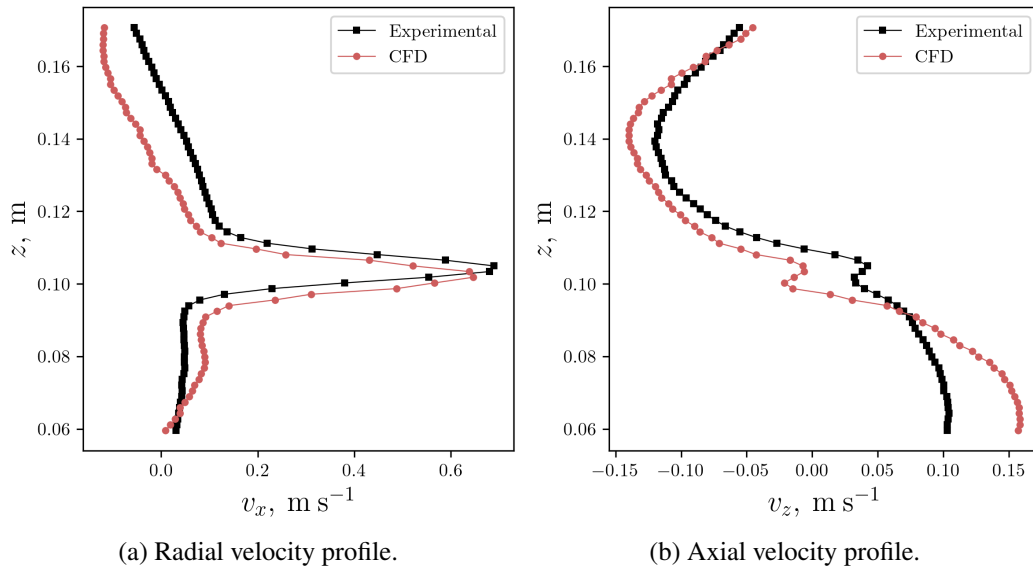 Experimental
CFD
0.16
0.14
0.12
0.10
0.08
0.06
z, m
0.0 0.2 0.4 0.6
v_x, m s⁻¹
(a) Radial velocity profile.
Experimental
CFD
0.16
0.14
0.12
0.10
0.08
0.06
z, m
−0.15 −0.10 −0.05 0.00 0.05 0.10 0.15
v_z, m s⁻¹
(b) Axial velocity profile.